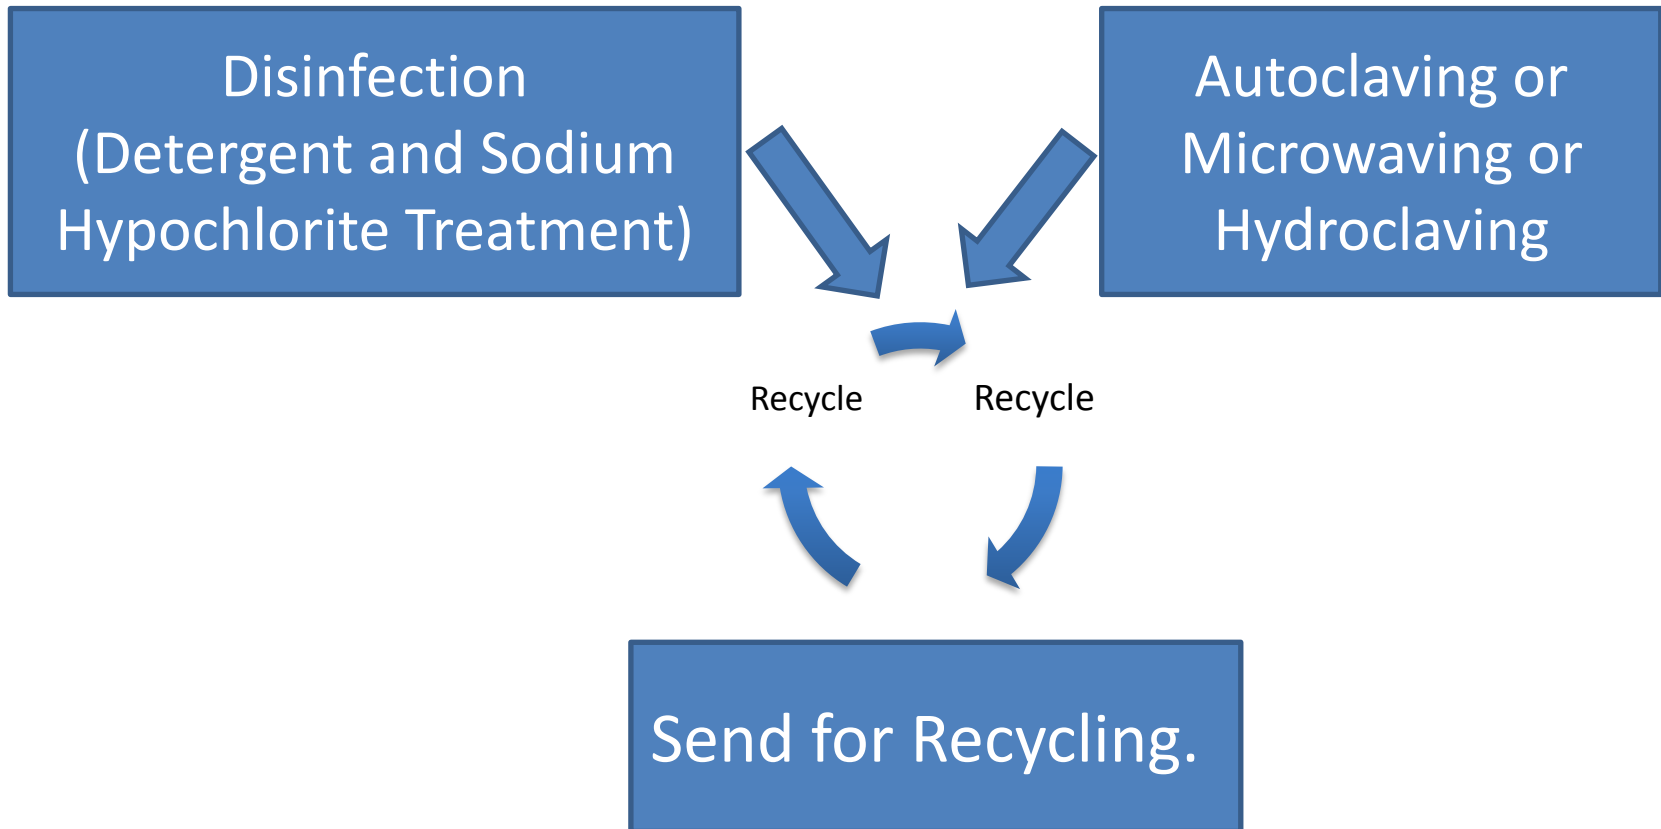 Disinfection
(Detergent and Sodium
Hypochlorite Treatment)
Autoclaving or
Microwaving or
Hydroclaving
Recycle
Recycle
Send for Recycling.